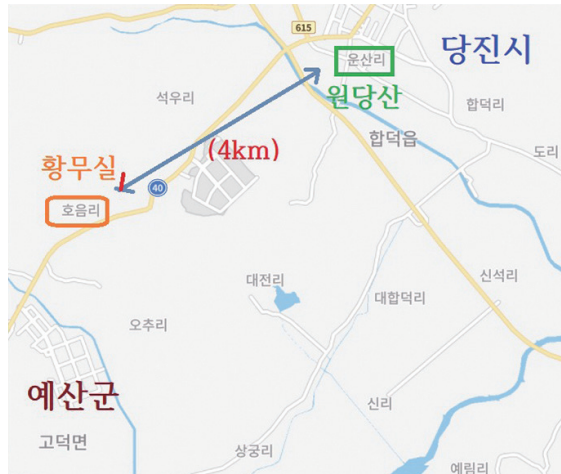 615
운산리
당진시
원당산
석우리
합덕리
합덕읍
도리
(4km)
황무실
40
호음리
대전리
신석리
대합덕리
오추리
예산군
신리
고덕면
상궁리
예림리